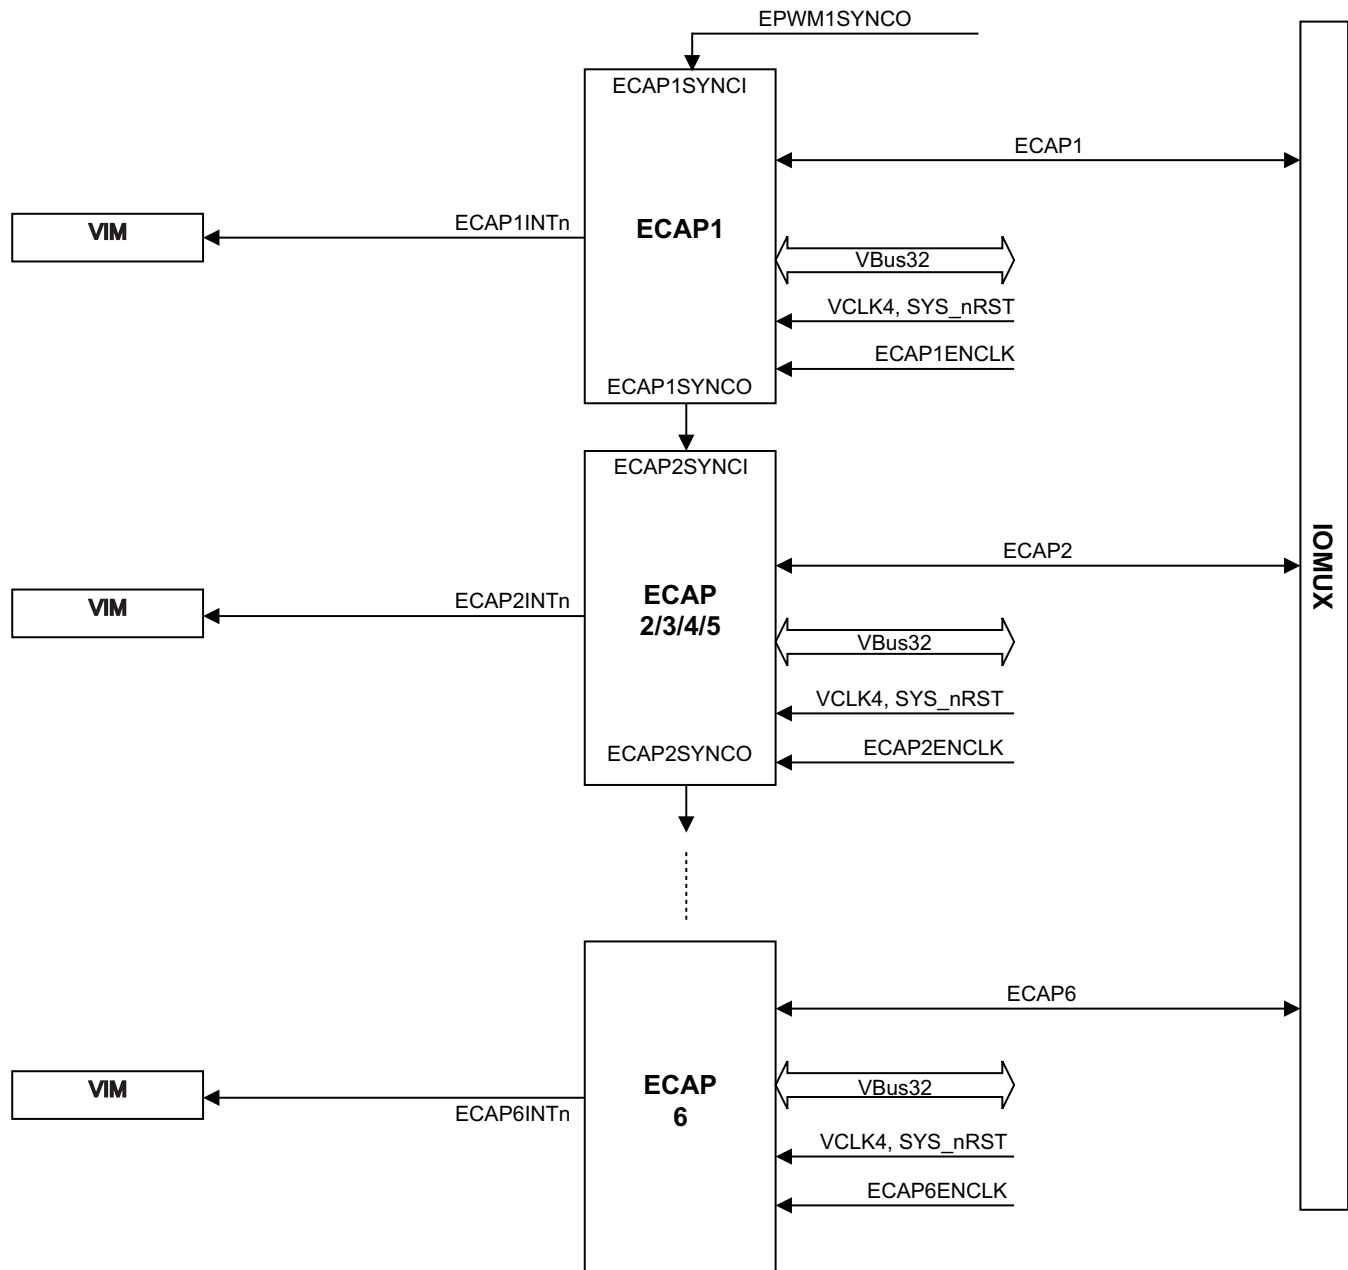 EPWM1SYNCO
ECAP1SYNCI
ECAP1
VIM
ECAP1INTn
ECAP1
VBus32
VCLK4, SYS_nRST
ECAP1ENCLK
ECAP1SYNCO
ECAP2SYNCI
IOMUX
ECAP2
VIM
ECAP2INTn
ECAP
2/3/4/5
VBus32
VCLK4, SYS_nRST
ECAP2SYNCO
ECAP2ENCLK
ECAP6
VIM
ECAP6INTn
ECAP
6
VBus32
VCLK4, SYS_nRST
ECAP6ENCLK